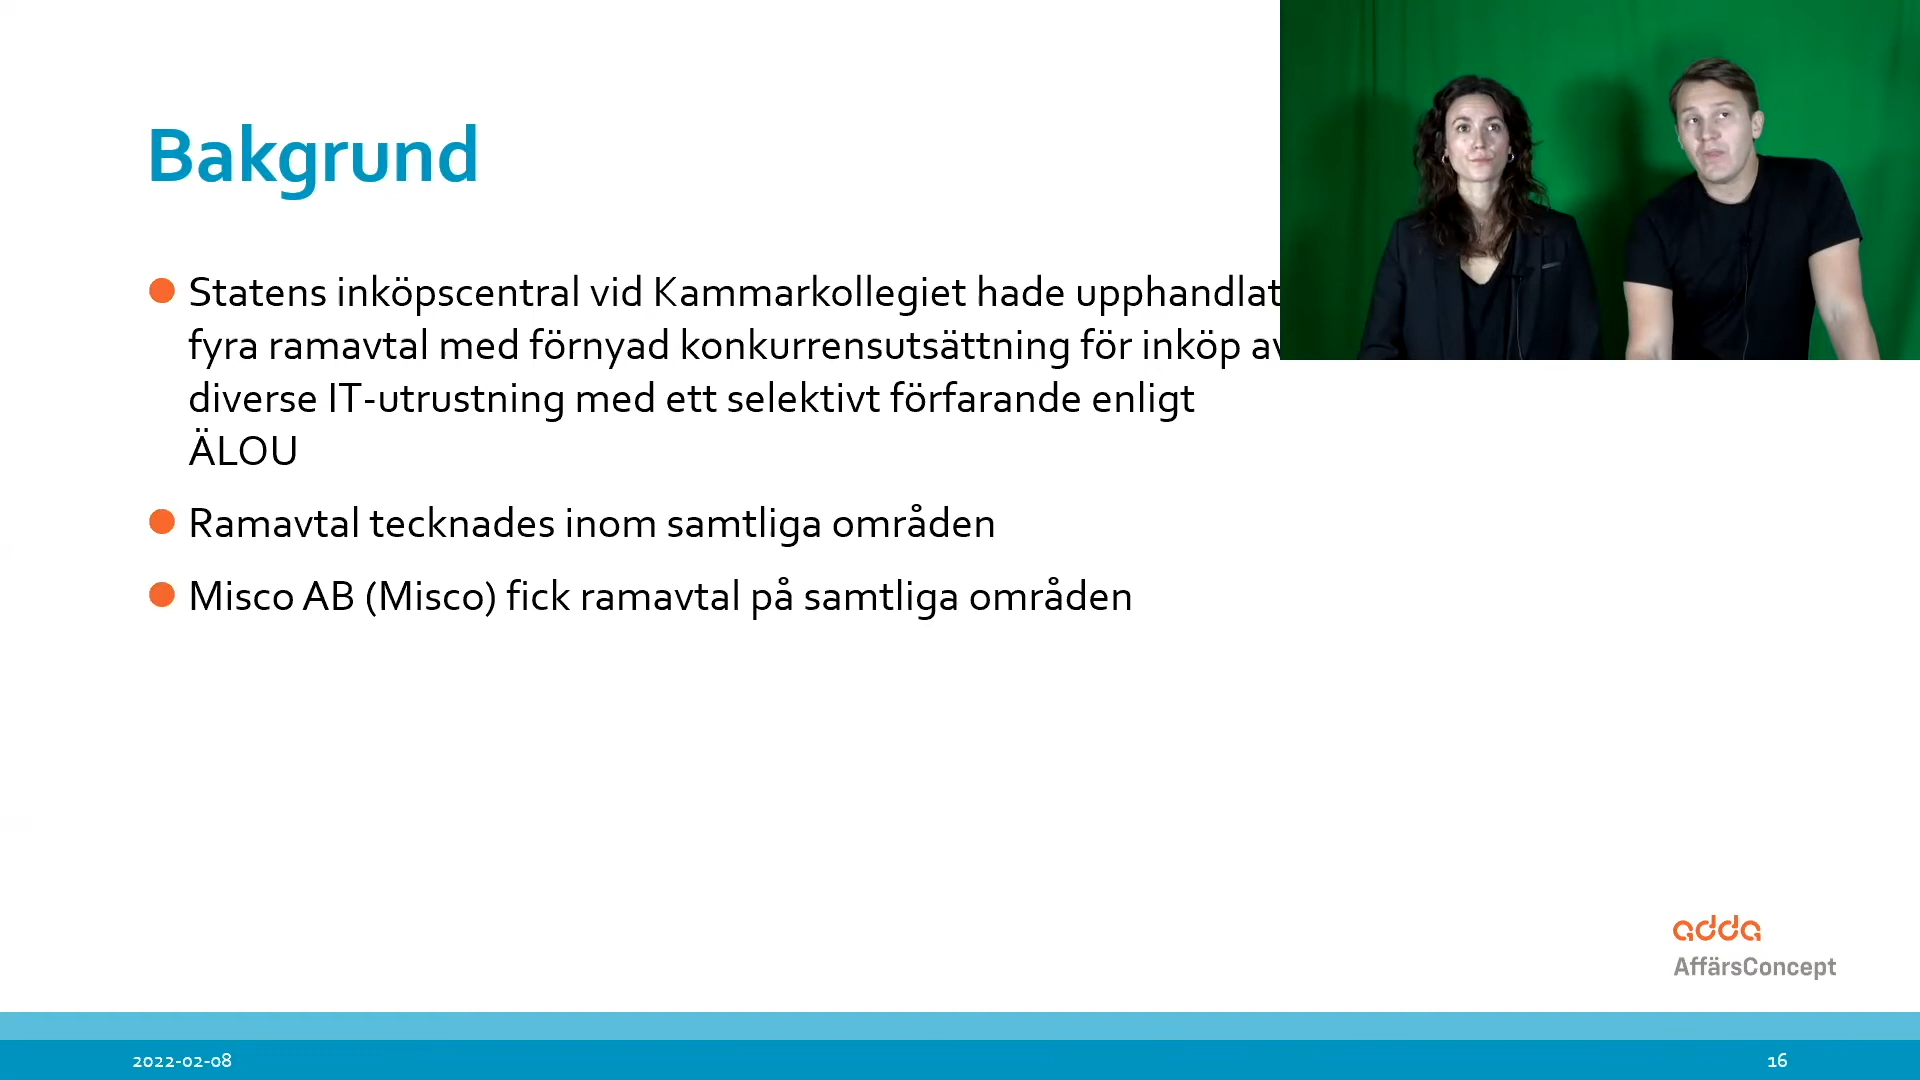 Bakgrund
Statens inköpscentral vid Kammarkollegiet hade upphandlat
fyra ramavtal med förnyad konkurrensutsättning för inköp av
diverse IT-utrustning med ett selektivt förfarande enligt
ÄLOU
Ramavtal tecknades inom samtliga områden
Misco AB (Misco) fick ramavtal på samtliga områden
adda
AffärsConcept
2022-02-08
16